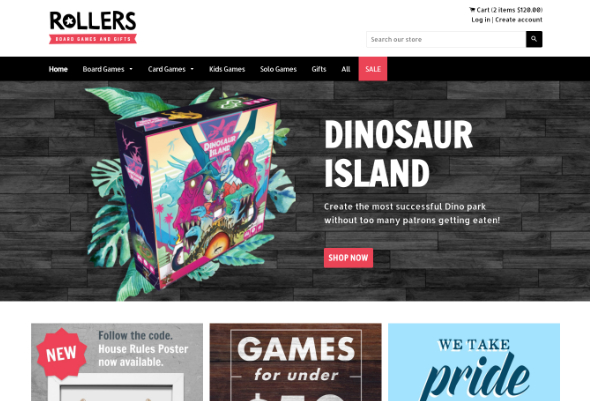 ROLLERS
BOARD GAMES AND GIFTS
Cart (2 items $120.00)
Log in | Create account
Search our store
Home Board Games Card Games Kids Games Solo Games Gifts All SALE
DINOSAUR
ISLAND
DINOSAUR
ISLAND
Create the most successful Dino park
without too many patrons getting eaten!
SHOP NOW
NEW
Follow the code.
House Rules Poster
now available.
GAMES
for under
WE TAKE
pride